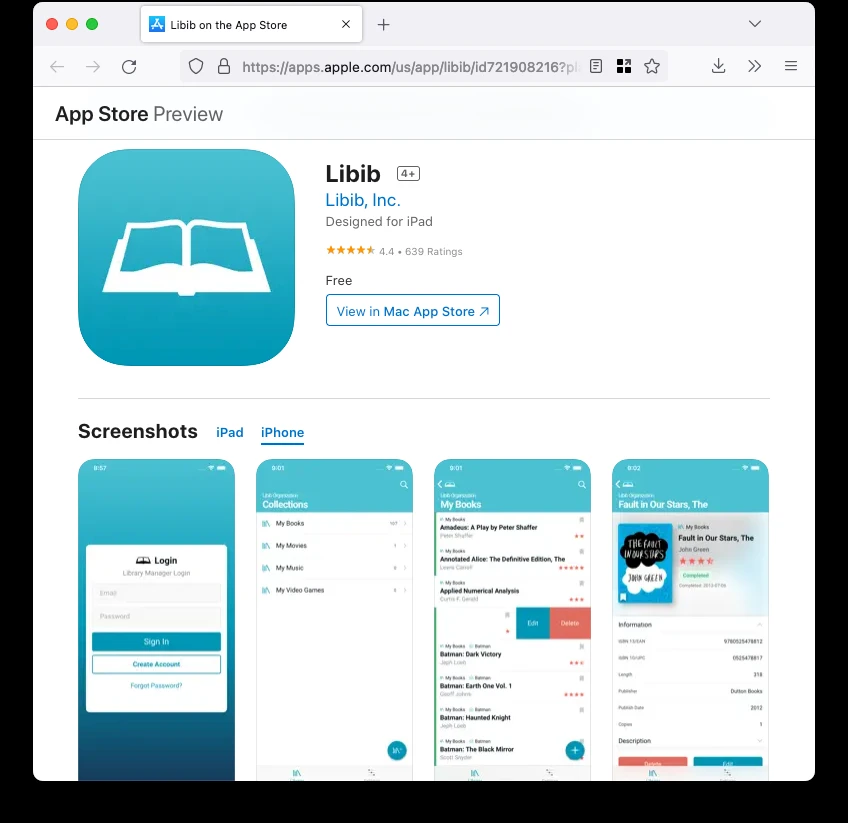 Libib on the App Store
https://apps.apple.com/us/app/libib/id721908216?pl
App Store Preview
Libib 4+
Libib, Inc.
Designed for iPad
4.4 • 639 Ratings
Free
View in Mac App Store ↗
Screenshots iPad iPhone
8:57
Login
Library Manager Login
Email
Password
Sign In
Create Account
Forgot Password?
9:01
Libib Organization
Collections
My Books 107
My Movies 1
My Music
My Video Games
9:01
Libib Organization
My Books
My Books
Amadeus: A Play by Peter Shaffer
Peter Shaffer
My Books
Annotated Alice: The Definitive Edition, The
Lewis Carroll
My Books
Applied Numerical Analysis
Curtis F. Gerald
Edit Delete
My Books Batman
Batman: Dark Victory
Jeph Loeb
My Books Batman
Batman: Earth One Vol. 1
Geoff Johns
My Books Batman
Batman: Haunted Knight
Jeph Loeb
My Books Batman
Batman: The Black Mirror
Scott Snyder
9:02
Libib Organization
Fault in Our Stars, The
THE FAULT
IN OUR STARS
JOHN GREEN
My Books
Fault in Our Stars, The
John Green
Completed
Information
ISBN 13/EAN 9780525478812
ISBN 10/UPC 0525478817
Length 318
Publisher Dutton Books
Publish Date 2012
Copies 1
Description
Delete Edit